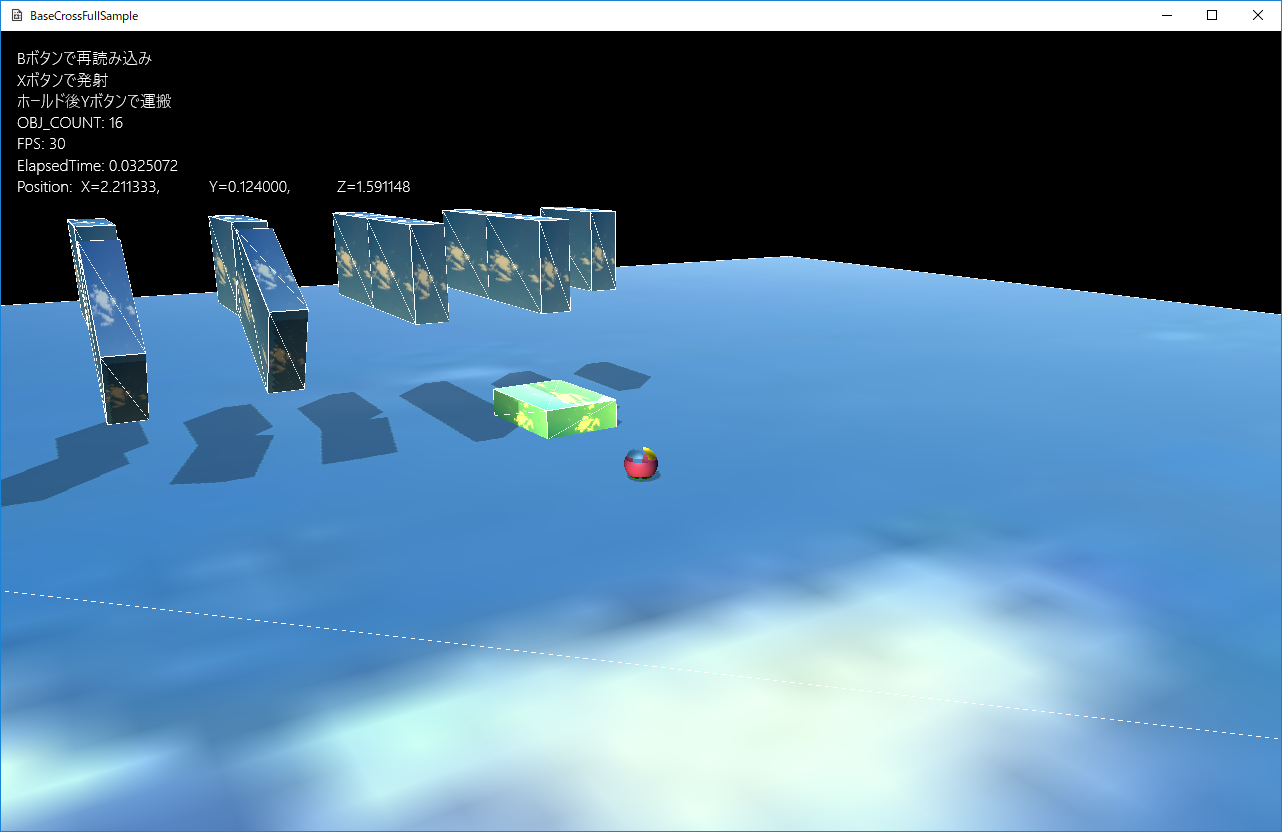 BaseCrossFullSample
Bボタンで再読み込み
Xボタンで発射
ホールド後Yボタンで運搬
OBJ_COUNT: 16
FPS: 30
ElapsedTime: 0.0325072
Position: X=2.211333, Y=0.124000, Z=1.591148